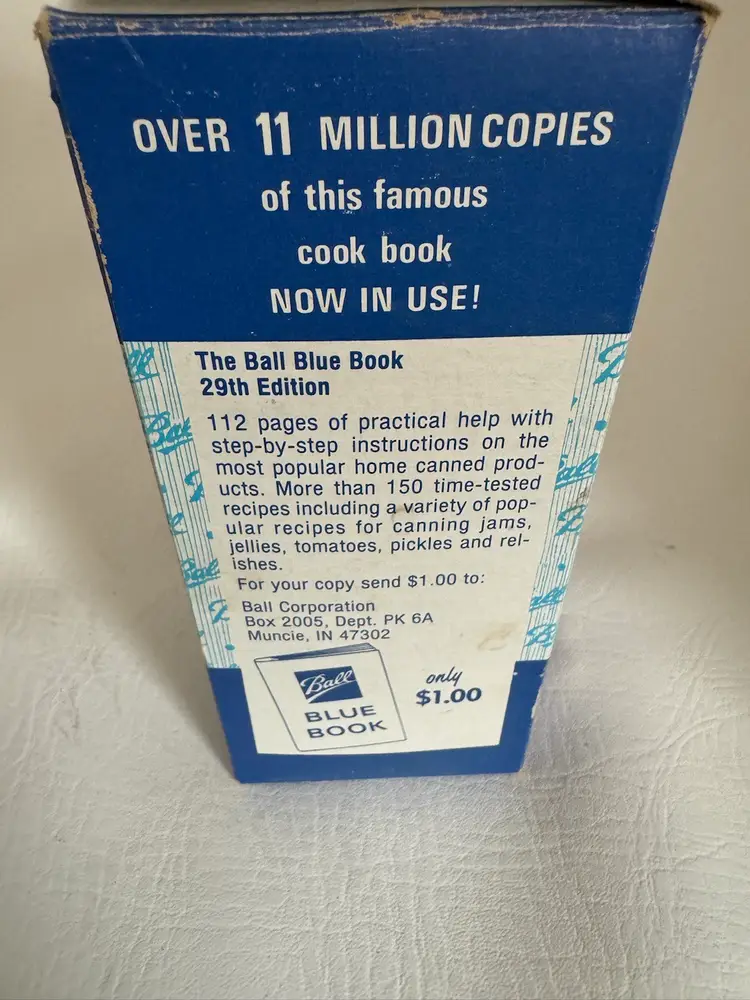 OVER 11 MILLION COPIES
of this famous
cook book
NOW IN USE!
The Ball Blue Book
29th Edition
112 pages of practical help with
step-by-step instructions on the
most popular home canned prod-
ucts. More than 150 time-tested
recipes including a variety of pop-
ular recipes for canning jams,
jellies, tomatoes, pickles and rel-
ishes.
For your copy send $1.00 to:
Ball Corporation
Box 2005, Dept. PK 6A
Muncie, IN 47302
Ball
BLUE
BOOK
only
$1.00
Ball
Ball
Ball